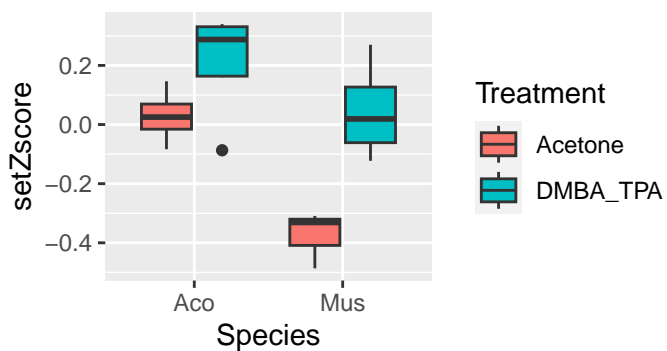 setZscore
0.2
0.0
−0.2
−0.4
Aco
Mus
Species
Treatment
Acetone
DMBA_TPA